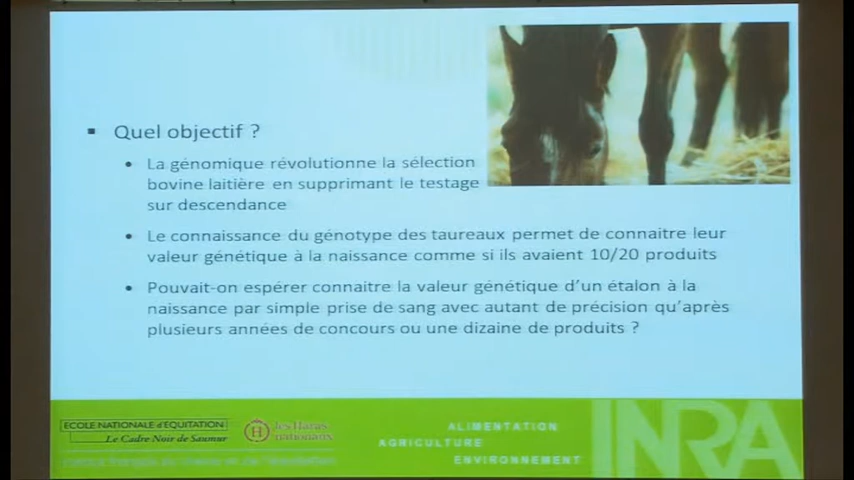 Quel objectif ?
La génomique révolutionne la sélection
bovine laitière en supprimant le testage
sur descendance
Le connaissance du génotype des taureaux permet de connaitre leur
valeur génétique à la naissance comme si ils avaient 10/20 produits
Pouvait-on espérer connaitre la valeur génétique d'un étalon à la
naissance par simple prise de sang avec autant de précision qu'après
plusieurs années de concours ou une dizaine de produits ?
ECOLE NATIONALE d'EQUITATION
Le Cadre Noir de Saumur
H
les Haras
nationaux
ALIMENTATION
AGRICULTURE
ENVIRONNEMENT
INRA